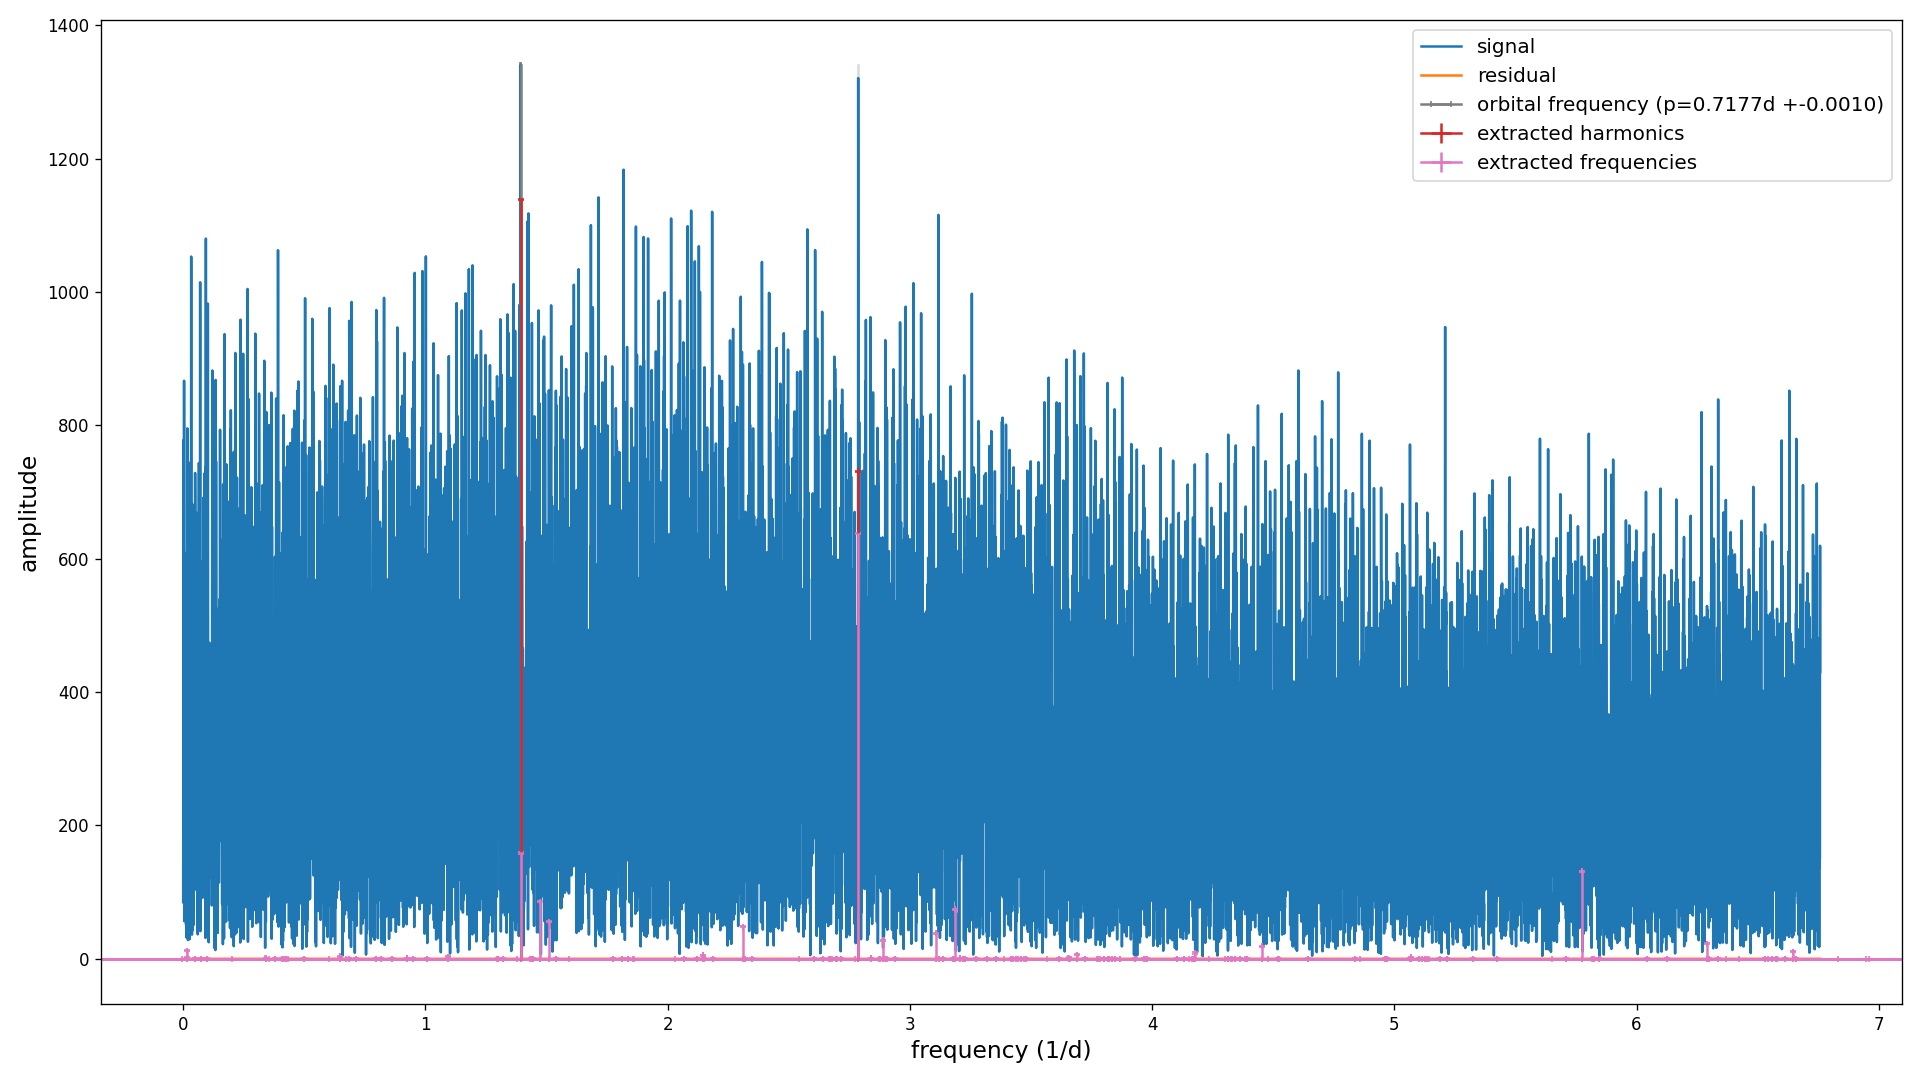 1400
1200
1000
800
600
400
200
0
amplitude
0 1 2 3 4 5 6 7
frequency (1/d)
signal
residual
orbital frequency (p=0.7177d +-0.0010)
extracted harmonics
extracted frequencies